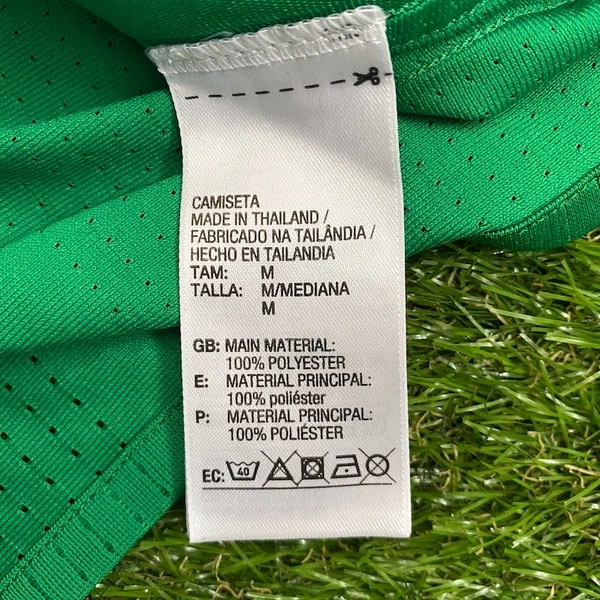 CAMISETA
MADE IN THAILAND /
FABRICADO NA TAILÂNDIA /
HECHO EN TAILANDIA
TAM: M
TALLA: M/MEDIANA
M
GB: MAIN MATERIAL:
100% POLYESTER
E: MATERIAL PRINCIPAL:
100% poliéster
P: MATERIAL PRINCIPAL:
100% POLIÉSTER
EC: 40